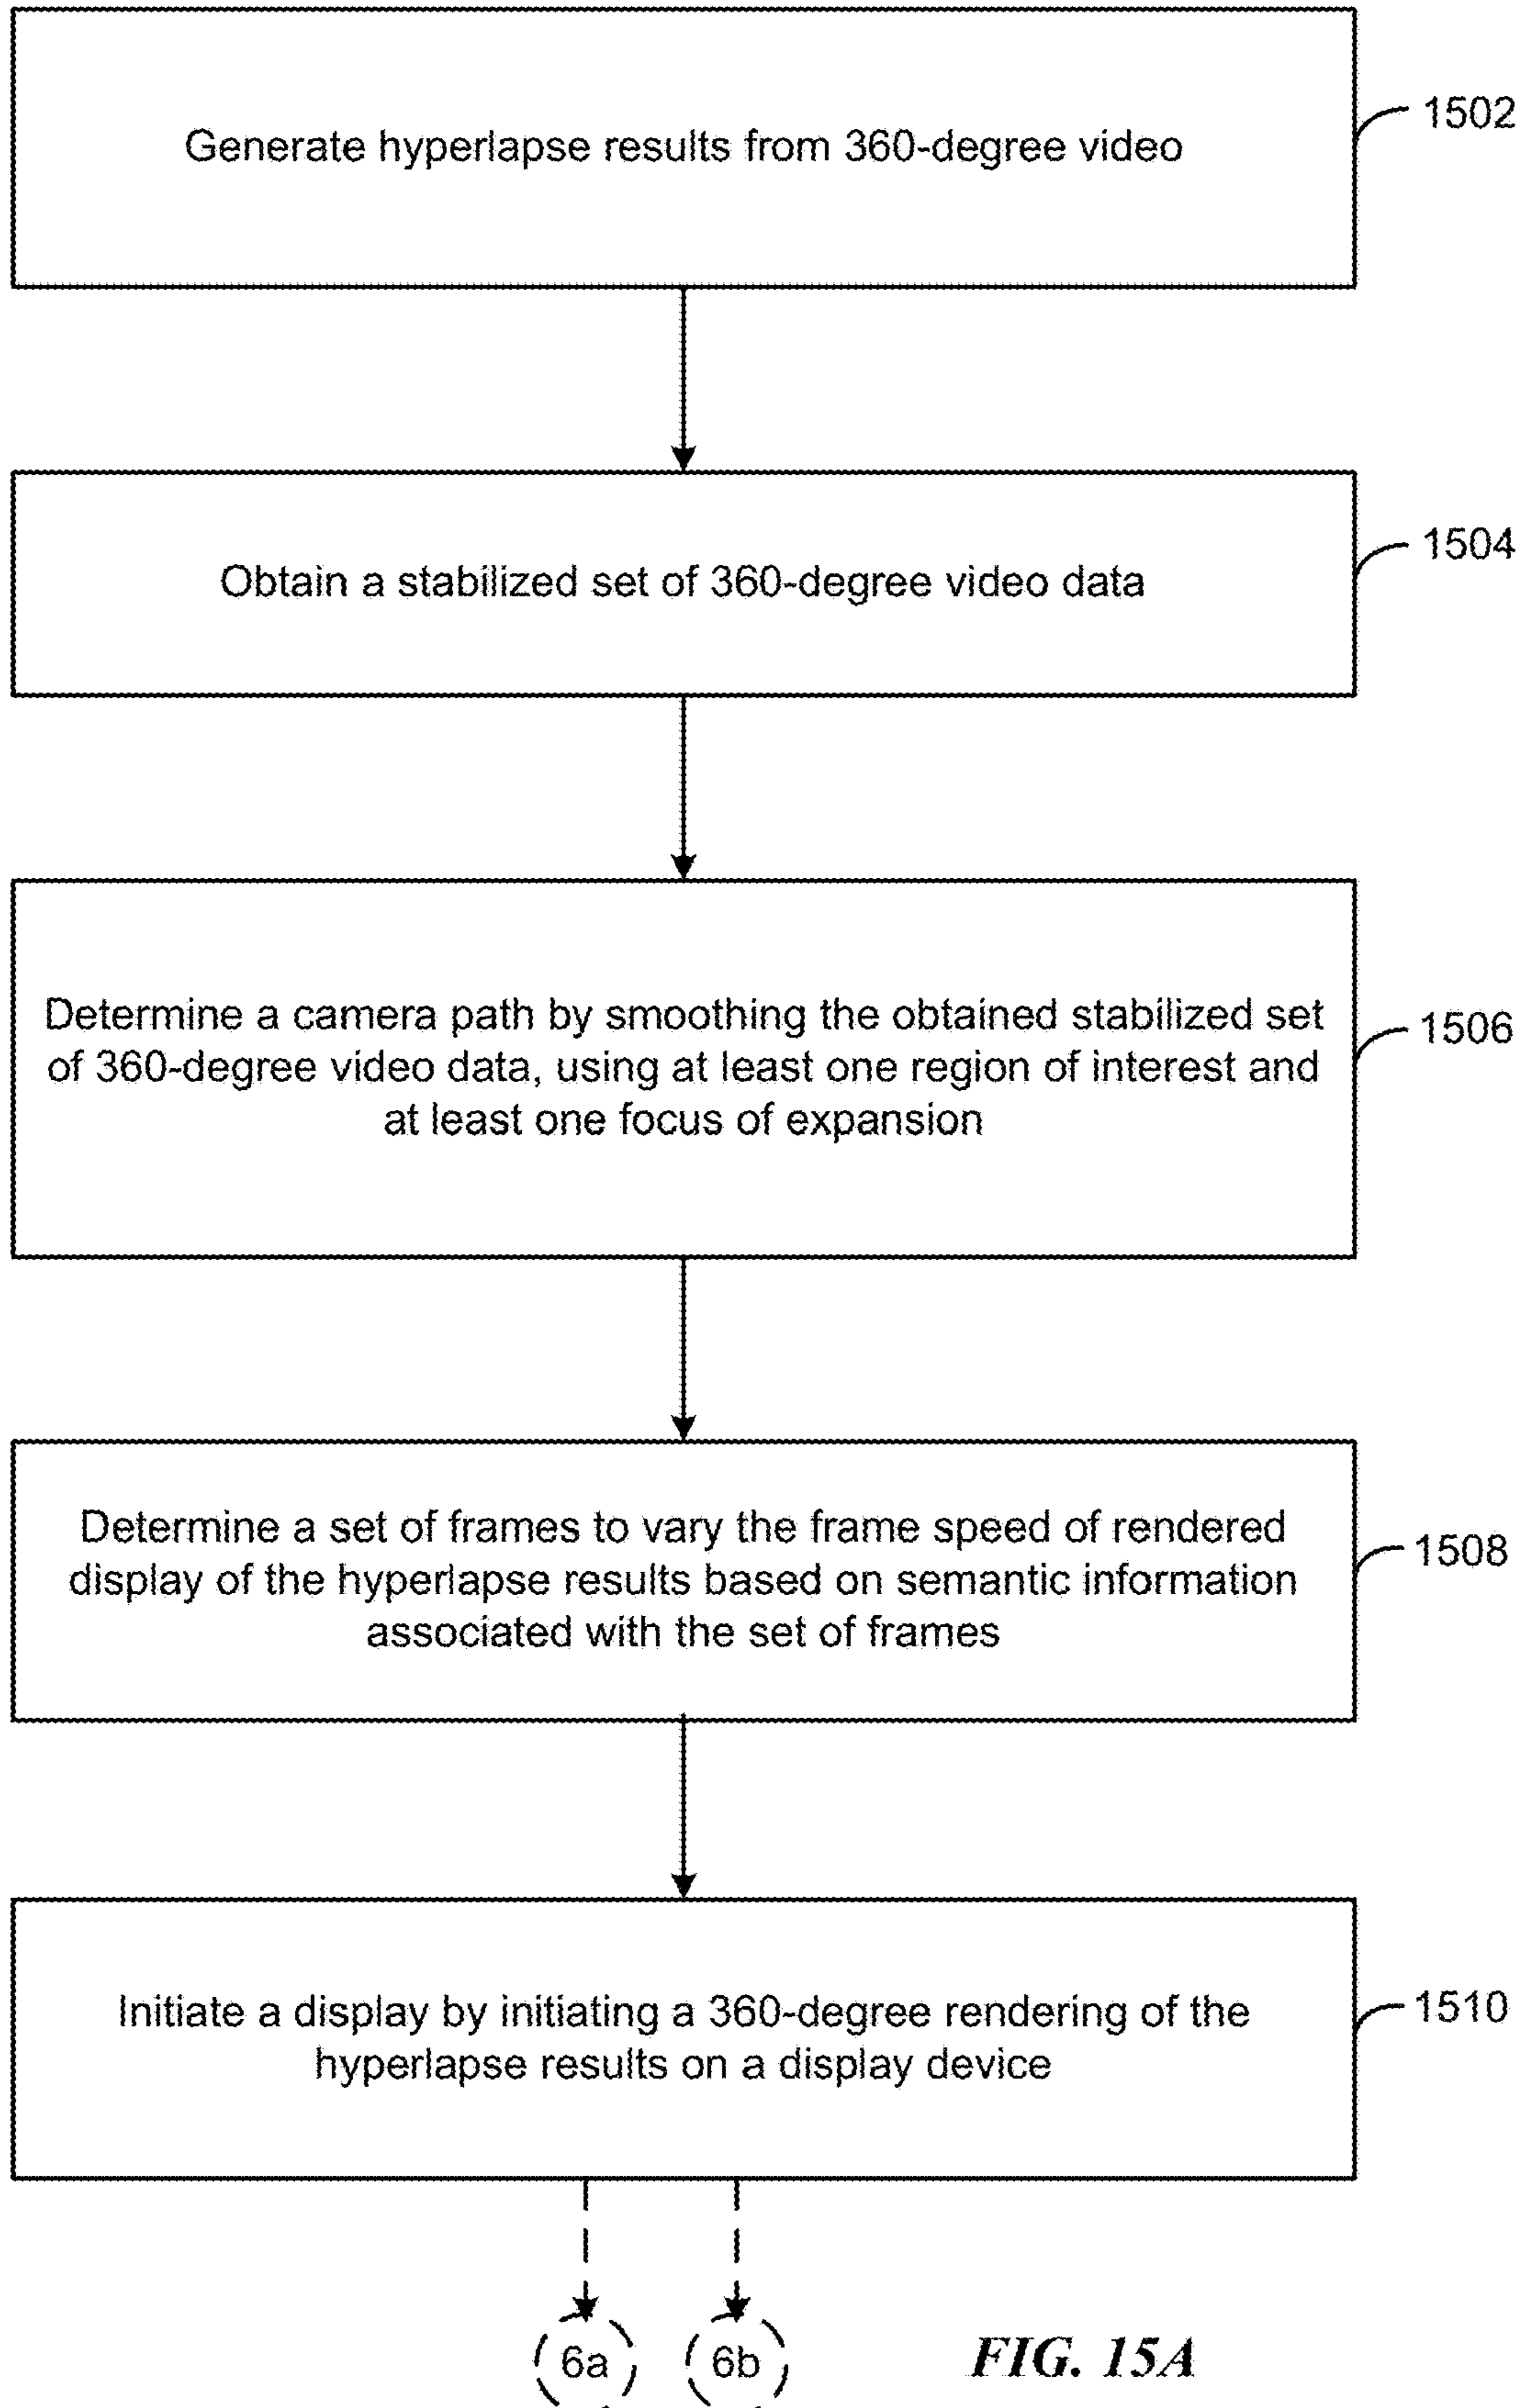 Generate hyperlapse results from 360-degree video
1502
Obtain a stabilized set of 360-degree video data
1504
Determine a camera path by smoothing the obtained stabilized set
of 360-degree video data, using at least one region of interest and
at least one focus of expansion
1506
Determine a set of frames to vary the frame speed of rendered
display of the hyperlapse results based on semantic information
associated with the set of frames
1508
Initiate a display by initiating a 360-degree rendering of the
hyperlapse results on a display device
1510
6a
6b
FIG. 15A